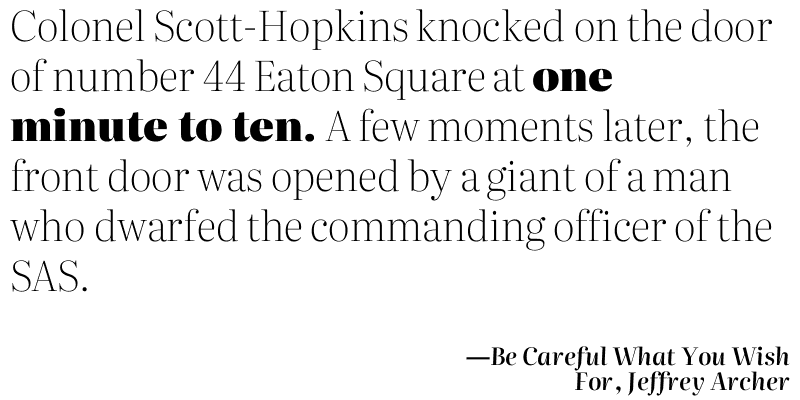 Colonel Scott-Hopkins knocked on the door
of number 44 Eaton Square at one
minute to ten. A few moments later, the
front door was opened by a giant of a man
who dwarfed the commanding officer of the
SAS.
—Be Careful What You Wish
For, Jeffrey Archer